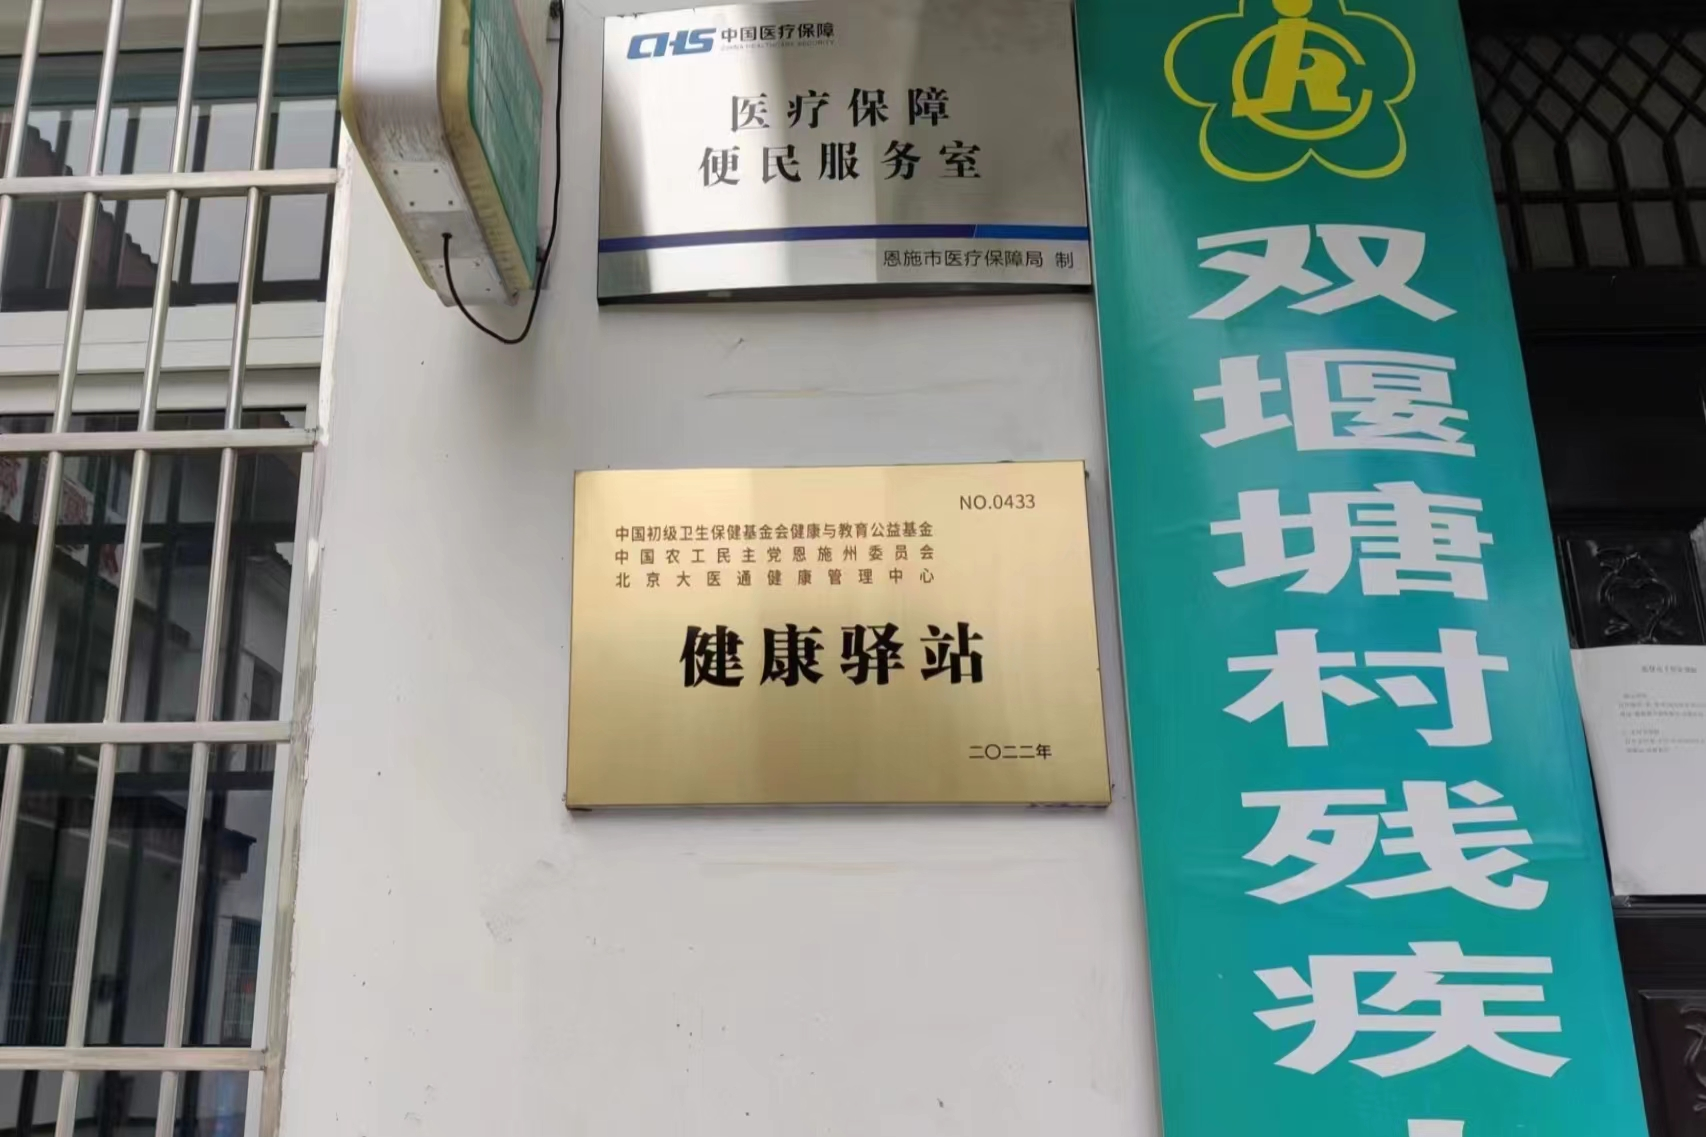 CHS 中国医疗保障
CHINA HEALTHCARE SECURITY
医疗保障
便民服务室
恩施市医疗保障局 制
NO.0433
中国初级卫生保健基金会健康与教育公益基金
中国农工民主党恩施州委员会
北京大医通健康管理中心
健康驿站
二〇二二年
双堰塘村残疾